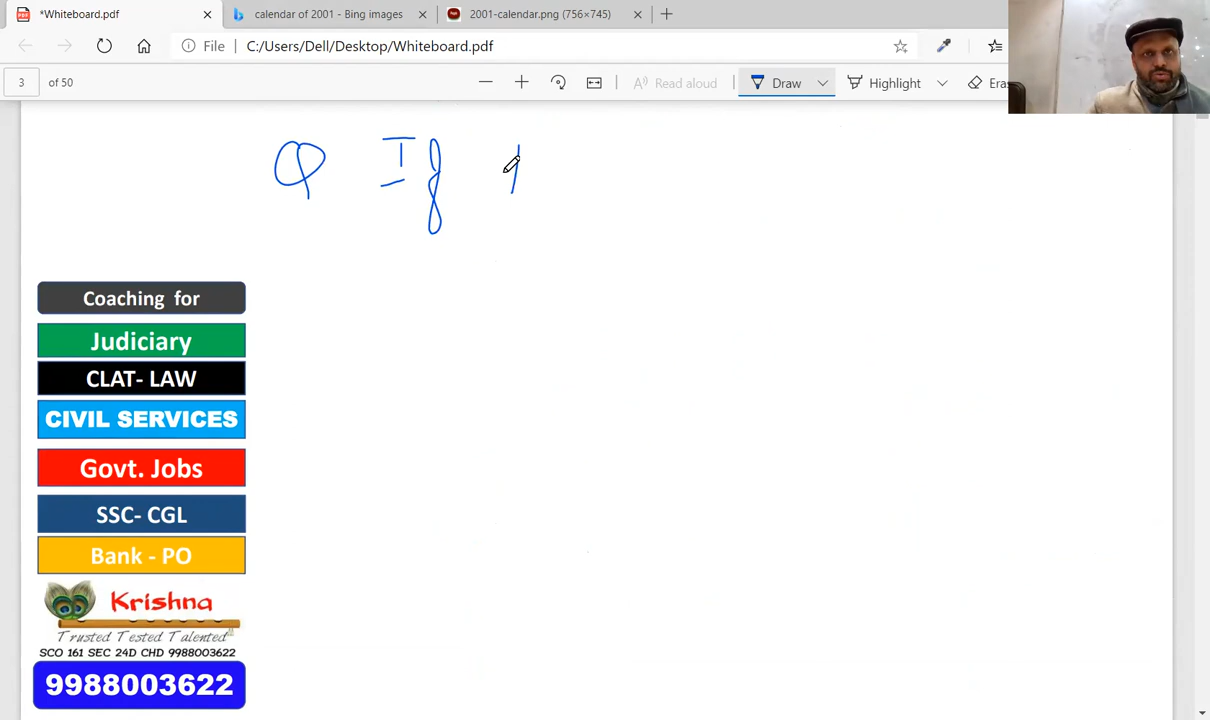 *Whiteboard.pdf
calendar of 2001 - Bing images
2001-calendar.png (756×745)
File C:/Users/Dell/Desktop/Whiteboard.pdf
3 of 50
Read aloud
Draw
Highlight
Q If
Coaching for
Judiciary
CLAT- LAW
CIVIL SERVICES
Govt. Jobs
SSC- CGL
Bank - PO
Krishna
Trusted Tested Talented
SCO 161 SEC 24D CHD 9988003622
9988003622